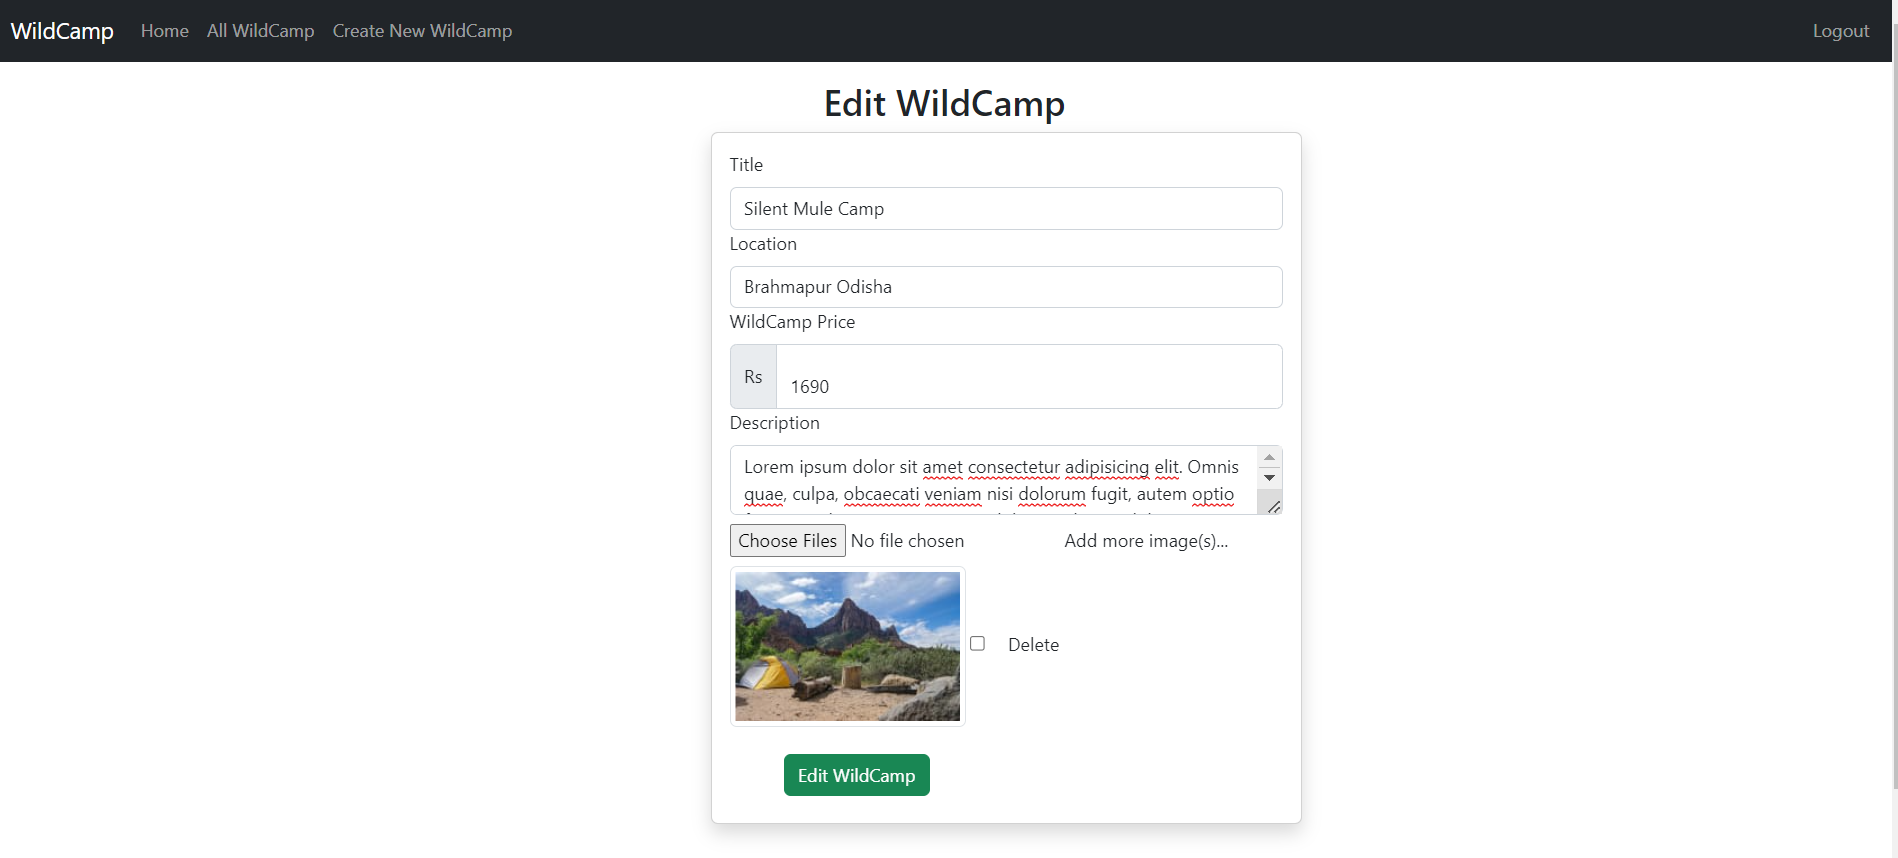 WildCamp Home All WildCamp Create New WildCamp Logout
Edit WildCamp
Title
Silent Mule Camp
Location
Brahmapur Odisha
WildCamp Price
Rs 1690
Description
Lorem ipsum dolor sit amet consectetur adipisicing elit. Omnis
quae, culpa, obcaecati veniam nisi dolorum fugit, autem optio
Choose Files No file chosen Add more image(s)...
Delete
Edit WildCamp